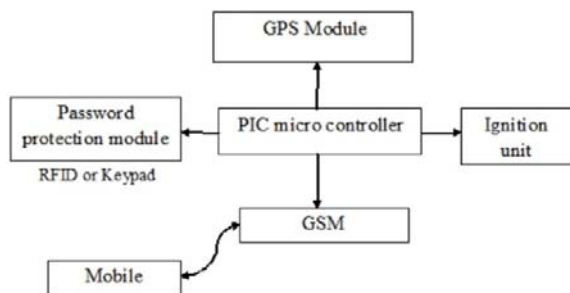 GPS Module
Password
protection module
RFID or Keypad
PIC micro controller
Ignition
unit
GSM
Mobile